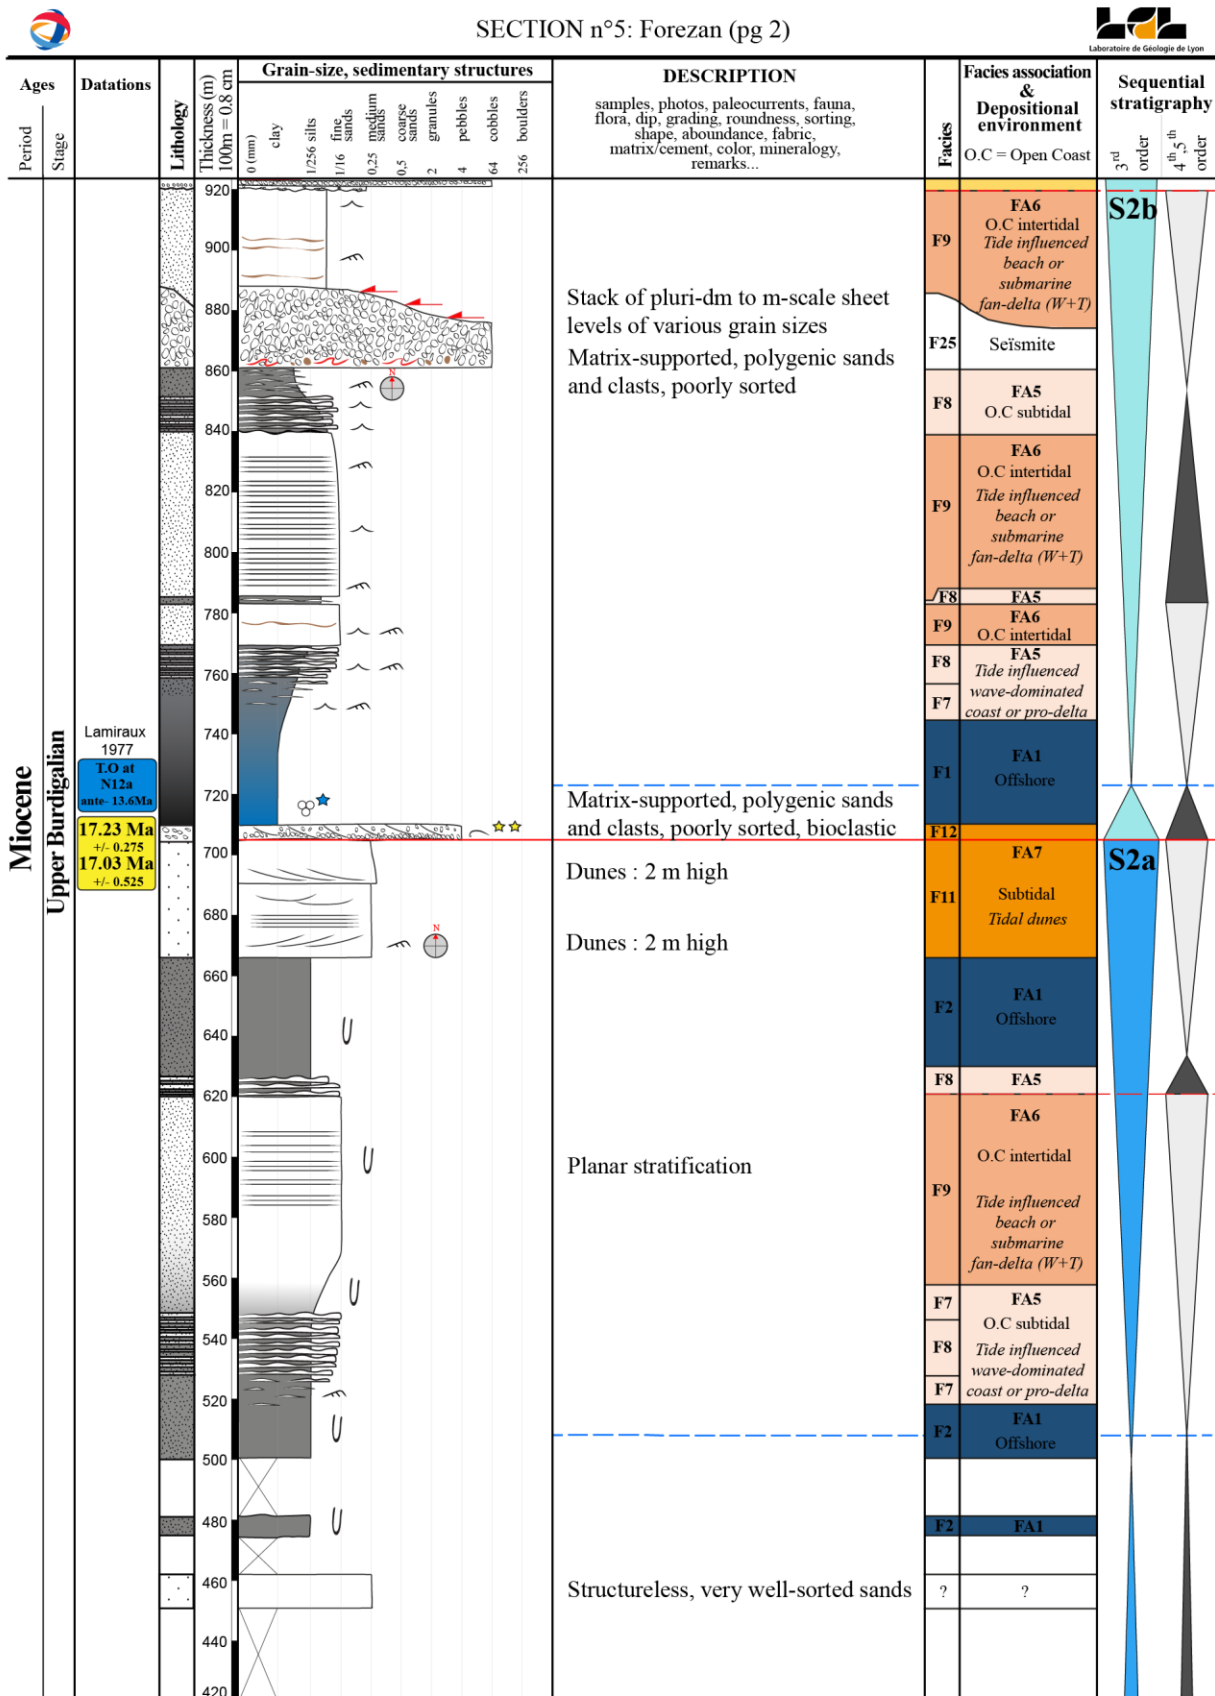 SECTION n°5: Forezan (pg 2)
LGL
Laboratoire de Géologie de Lyon
Ages
Period
Stage
Datations
Lithology
Thickness (m)
100m = 0.8 cm
Grain-size, sedimentary structures
0 (mm)
clay
1/256 silts
1/16
fine
sands
0,25
medium
sands
0,5
coarse
sands
2
granules
4
pebbles
64
cobbles
256
boulders
DESCRIPTION
samples, photos, paleocurrents, fauna,
flora, dip, grading, roundness, sorting,
shape, aboundance, fabric,
matrix/cement, color, mineralogy,
remarks...
Facies
Facies association
&
Depositional
environment
O.C = Open Coast
Sequential
stratigraphy
3rd
order
4th,5th
order
Miocene
Upper Burdigalian
Lamiraux
1977
T.O at
N12a
ante- 13.6Ma
17.23 Ma
+/- 0.275
17.03 Ma
+/- 0.525
920
900
880
860
840
820
800
780
760
740
720
700
680
660
640
620
600
580
560
540
520
500
480
460
440
420
N
N
Stack of pluri-dm to m-scale sheet
levels of various grain sizes
Matrix-supported, polygenic sands
and clasts, poorly sorted
Matrix-supported, polygenic sands
and clasts, poorly sorted, bioclastic
Dunes : 2 m high
Dunes : 2 m high
Planar stratification
Structureless, very well-sorted sands
F9
FA6
O.C intertidal
Tide influenced
beach or
submarine
fan-delta (W+T)
F25
Seïsmite
F8
FA5
O.C subtidal
F9
FA6
O.C intertidal
Tide influenced
beach or
submarine
fan-delta (W+T)
F8
FA5
F9
FA6
O.C intertidal
F8
F7
FA5
Tide influenced
wave-dominated
coast or pro-delta
F1
FA1
Offshore
F12
F11
FA7
Subtidal
Tidal dunes
F2
FA1
Offshore
F8
FA5
F9
FA6
O.C intertidal
Tide influenced
beach or
submarine
fan-delta (W+T)
F7
F8
F7
FA5
O.C subtidal
Tide influenced
wave-dominated
coast or pro-delta
F2
FA1
Offshore
F2
FA1
?
?
S2b
S2a